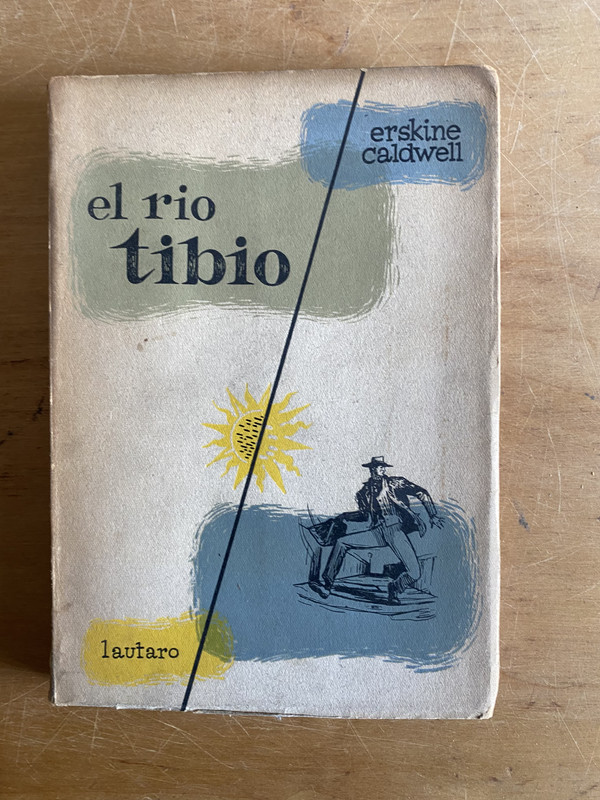 erskine
caldwell
el rio
tibio
lautaro